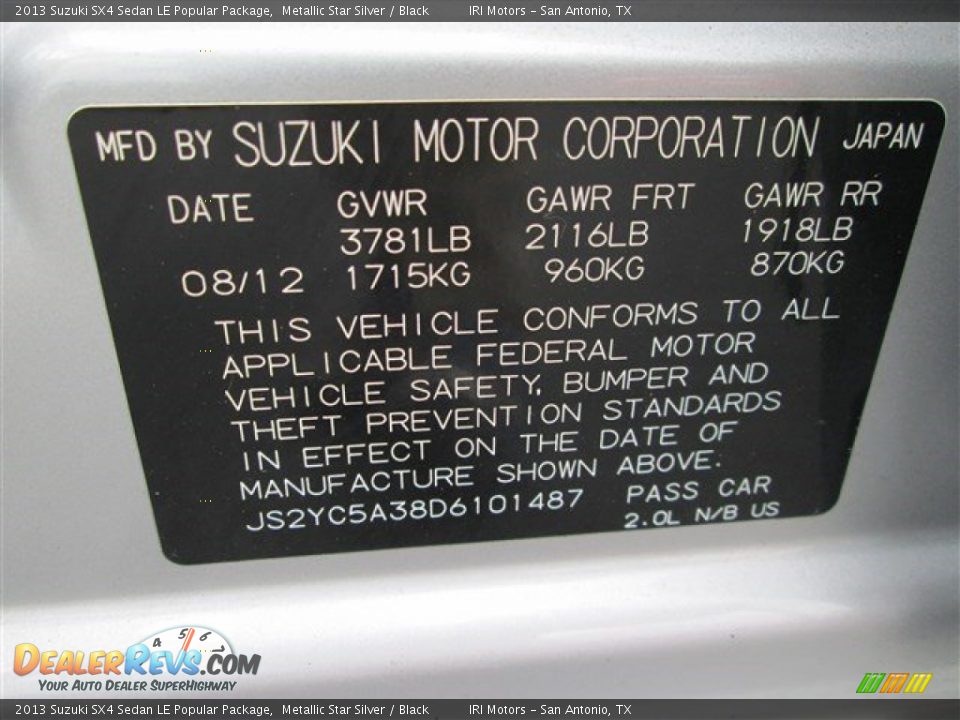 2013 Suzuki SX4 Sedan LE Popular Package, Metallic Star Silver / Black IRI Motors - San Antonio, TX
MFD BY SUZUKI MOTOR CORPORATION JAPAN
DATE GVWR GAWR FRT GAWR RR
3781LB 2116LB 1918LB
08/12 1715KG 960KG 870KG
THIS VEHICLE CONFORMS TO ALL
APPLICABLE FEDERAL MOTOR
VEHICLE SAFETY, BUMPER AND
THEFT PREVENTION STANDARDS
IN EFFECT ON THE DATE OF
MANUFACTURE SHOWN ABOVE.
JS2YC5A38D6101487 PASS CAR
2.0L N/B US
4 5 6 7
DEALERREVS.COM
YOUR AUTO DEALER SUPERHIGHWAY
2013 Suzuki SX4 Sedan LE Popular Package, Metallic Star Silver / Black IRI Motors - San Antonio, TX